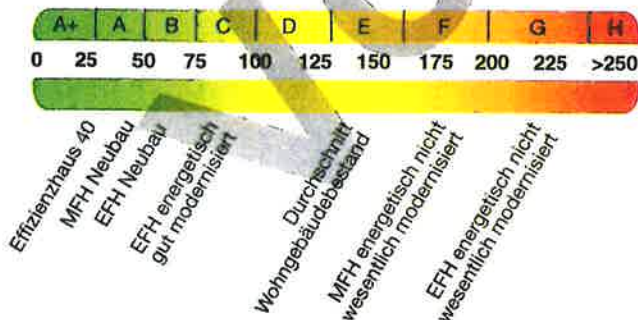 A+ A B C D E F G H
0 25 50 75 100 125 150 175 200 225 >250
Effizienzhaus 40
MFH Neubau
EFH Neubau
EFH energetisch
gut modernisiert
Durchschnitt
Wohngebäudebestand
MFH energetisch nicht
wesentlich modernisiert
EFH energetisch nicht
wesentlich modernisiert